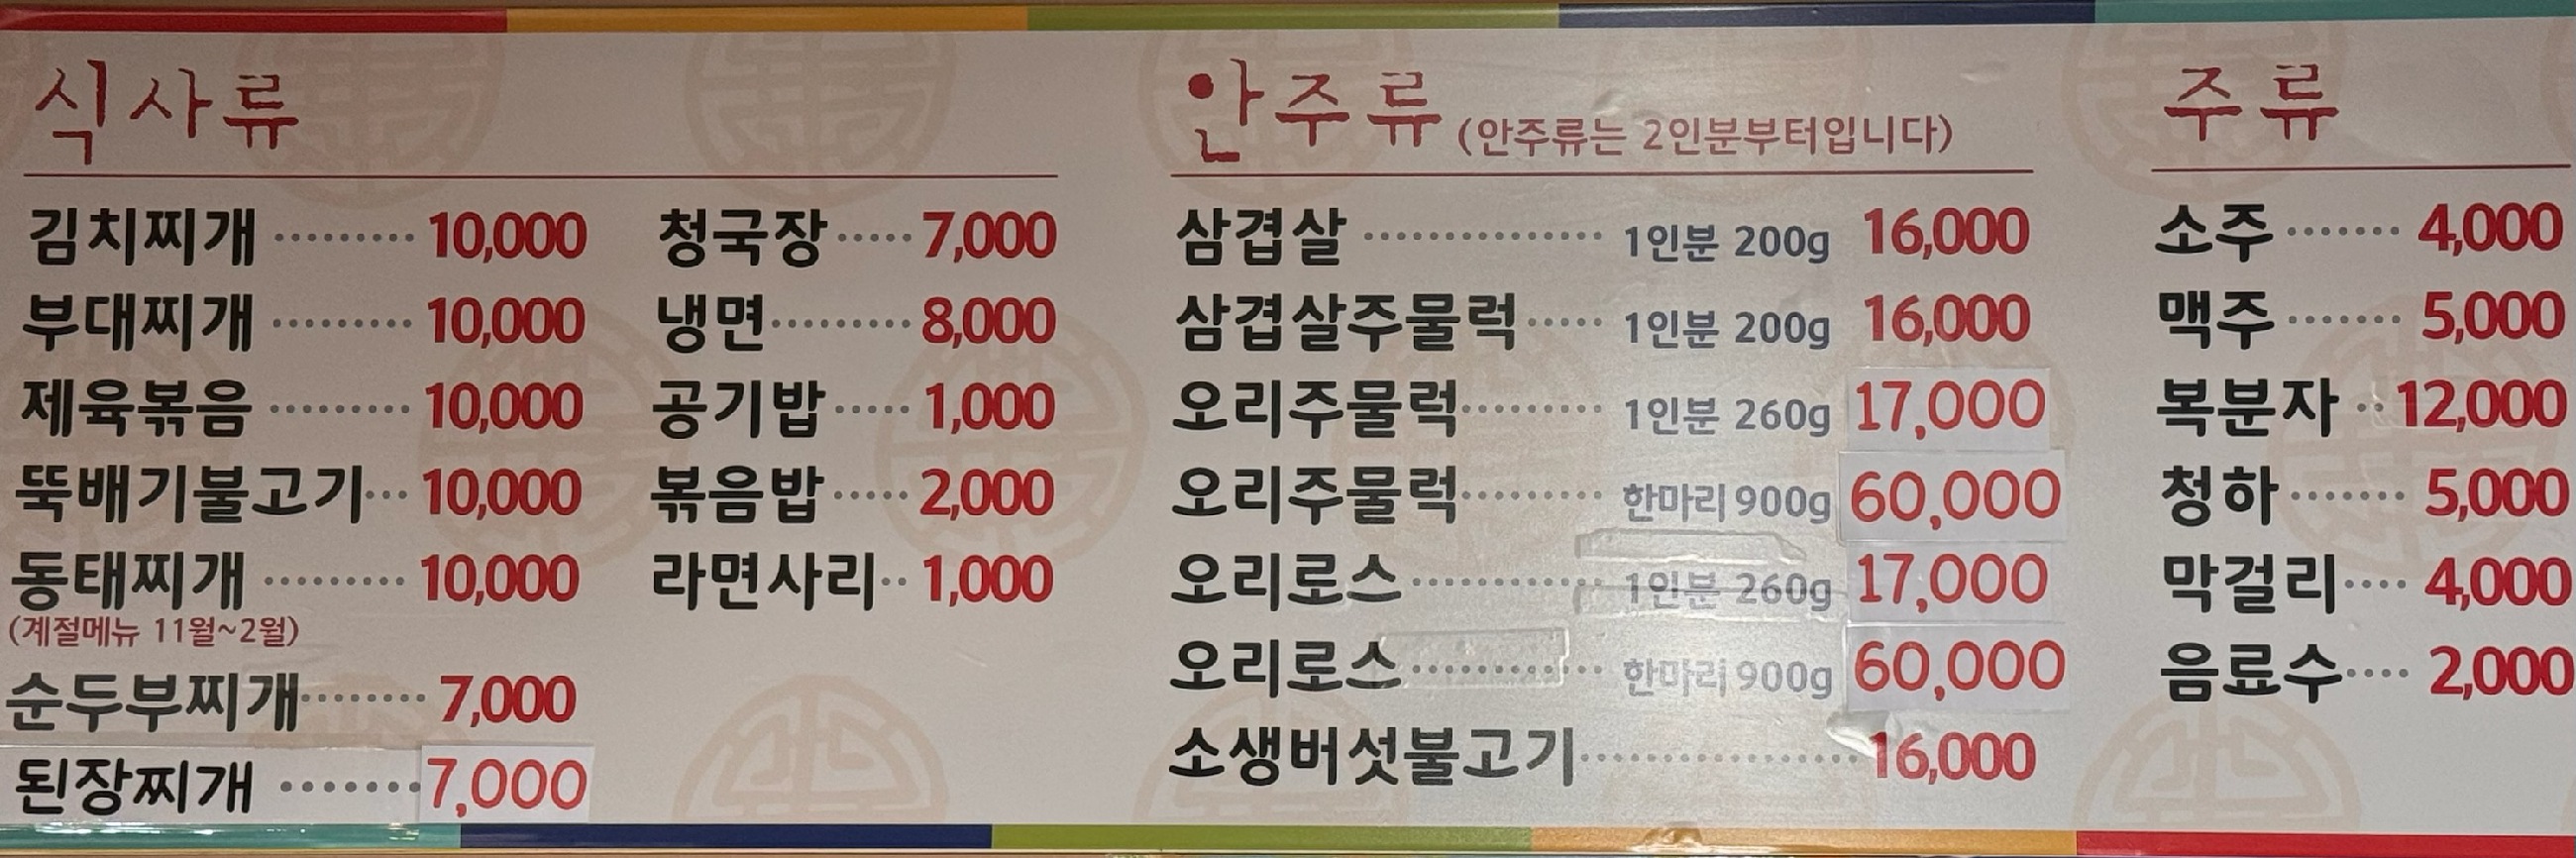 식사류
김치찌개 ········· 10,000
부대찌개 ········· 10,000
제육볶음 ········· 10,000
뚝배기불고기··· 10,000
동태찌개 ········· 10,000
(계절메뉴 11월~2월)
순두부찌개········ 7,000
된장찌개 ········ 7,000
청국장····· 7,000
냉면········· 8,000
공기밥····· 1,000
볶음밥····· 2,000
라면사리·· 1,000
안주류 (안주류는 2인분부터입니다)
삼겹살 ··············· 1인분 200g 16,000
삼겹살주물럭····· 1인분 200g 16,000
오리주물럭········· 1인분 260g 17,000
오리주물럭········· 한마리 900g 60,000
오리로스············ 1인분 260g 17,000
오리로스············ 한마리 900g 60,000
소생버섯불고기·················· 16,000
주류
소주 ······· 4,000
맥주 ······· 5,000
복분자 ·· 12,000
청하 ······· 5,000
막걸리···· 4,000
음료수···· 2,000